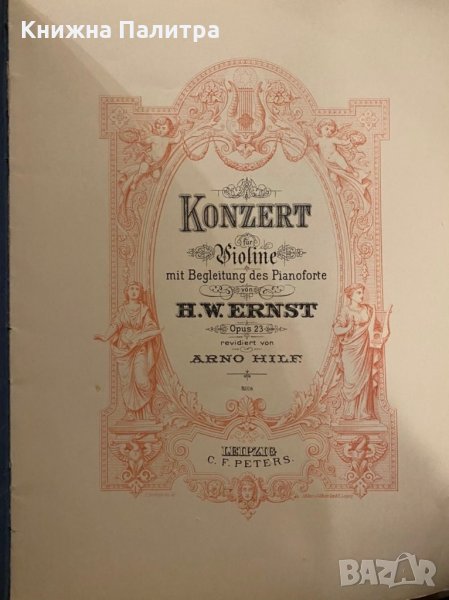 Книжна Палитра
KONZERT
für
Violine
mit Begleitung des Pianoforte
von
H.W. ERNST
Opus 23
revidiert von
ARNO HILF.
LEIPZIG
C. F. PETERS.
BAZAR